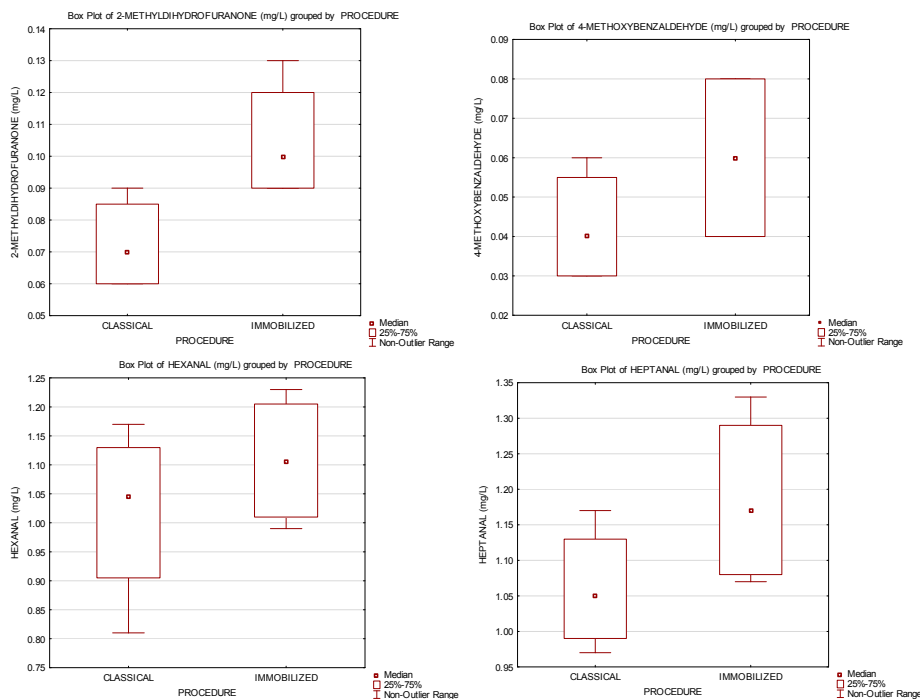 Box Plot of 2-METHYLDIHYDROFURANONE (mg/L) grouped by PROCEDURE
0.14
0.13
0.12
0.11
0.10
0.09
0.08
0.07
0.06
0.05
2-METHYLDIHYDROFURANONE (mg/L)
CLASSICAL
IMMOBILIZED
PROCEDURE
Median
25%-75%
Non-Outlier Range
Box Plot of 4-METHOXYBENZALDEHYDE (mg/L) grouped by PROCEDURE
0.09
0.08
0.07
0.06
0.05
0.04
0.03
0.02
4-METHOXYBENZALDEHYDE (mg/L)
CLASSICAL
IMMOBILIZED
PROCEDURE
Median
25%-75%
Non-Outlier Range
Box Plot of HEXANAL (mg/L) grouped by PROCEDURE
1.25
1.20
1.15
1.10
1.05
1.00
0.95
0.90
0.85
0.80
0.75
HEXANAL (mg/L)
CLASSICAL
IMMOBILIZED
PROCEDURE
Median
25%-75%
Non-Outlier Range
Box Plot of HEPTANAL (mg/L) grouped by PROCEDURE
1.35
1.30
1.25
1.20
1.15
1.10
1.05
1.00
0.95
HEPTANAL (mg/L)
CLASSICAL
IMMOBILIZED
PROCEDURE
Median
25%-75%
Non-Outlier Range